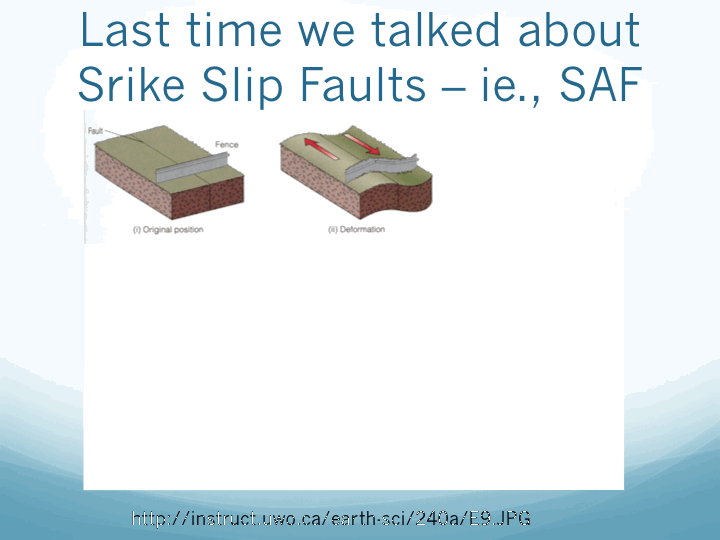 Last time we talked about
Srike Slip Faults – ie., SAF
Fault
Fence
(i) Original position
(ii) Deformation
http://instruct.uwo.ca/earth-sci/240a/E9.JPG